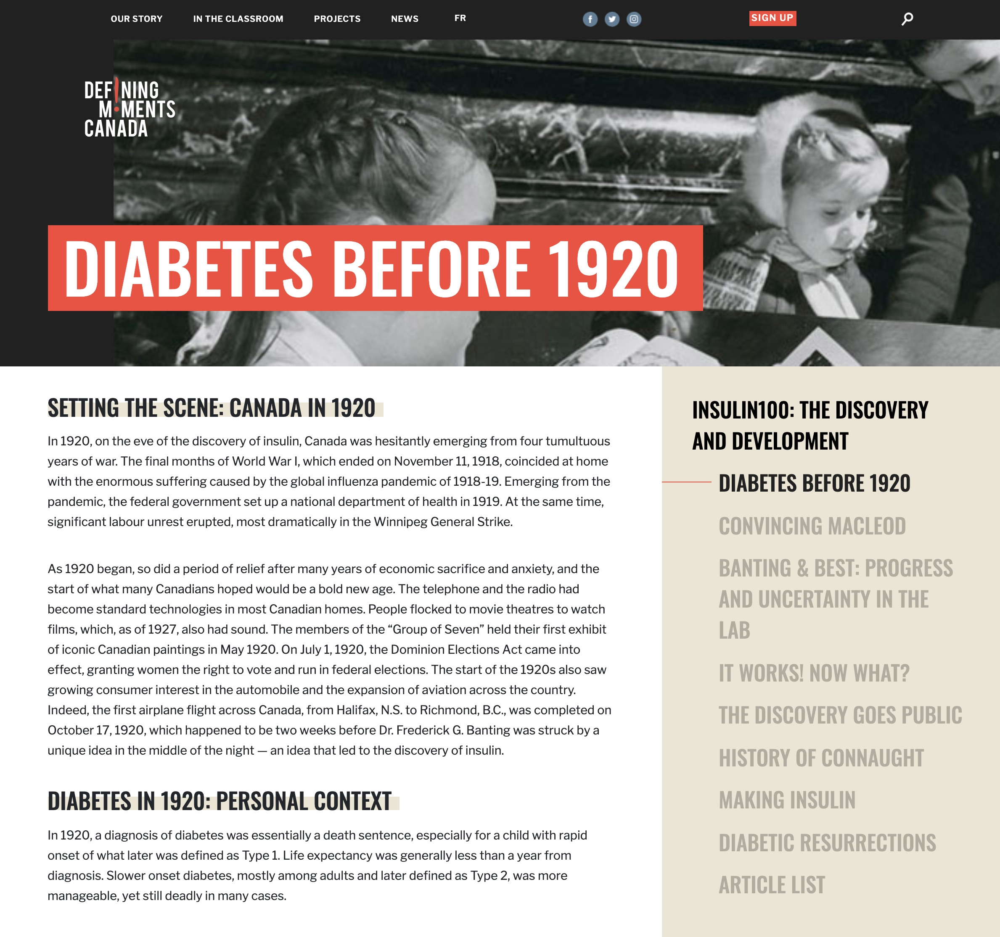 OUR STORY IN THE CLASSROOM PROJECTS NEWS FR SIGN UP
DEF!NING
M MENTS
CANADA
DIABETES BEFORE 1920
SETTING THE SCENE: CANADA IN 1920
In 1920, on the eve of the discovery of insulin, Canada was hesitantly emerging from four tumultuous
years of war. The final months of World War I, which ended on November 11, 1918, coincided at home
with the enormous suffering caused by the global influenza pandemic of 1918-19. Emerging from the
pandemic, the federal government set up a national department of health in 1919. At the same time,
significant labour unrest erupted, most dramatically in the Winnipeg General Strike.
As 1920 began, so did a period of relief after many years of economic sacrifice and anxiety, and the
start of what many Canadians hoped would be a bold new age. The telephone and the radio had
become standard technologies in most Canadian homes. People flocked to movie theatres to watch
films, which, as of 1927, also had sound. The members of the “Group of Seven” held their first exhibit
of iconic Canadian paintings in May 1920. On July 1, 1920, the Dominion Elections Act came into
effect, granting women the right to vote and run in federal elections. The start of the 1920s also saw
growing consumer interest in the automobile and the expansion of aviation across the country.
Indeed, the first airplane flight across Canada, from Halifax, N.S. to Richmond, B.C., was completed on
October 17, 1920, which happened to be two weeks before Dr. Frederick G. Banting was struck by a
unique idea in the middle of the night — an idea that led to the discovery of insulin.
DIABETES IN 1920: PERSONAL CONTEXT
In 1920, a diagnosis of diabetes was essentially a death sentence, especially for a child with rapid
onset of what later was defined as Type 1. Life expectancy was generally less than a year from
diagnosis. Slower onset diabetes, mostly among adults and later defined as Type 2, was more
manageable, yet still deadly in many cases.
INSULIN100: THE DISCOVERY
AND DEVELOPMENT
DIABETES BEFORE 1920
CONVINCING MACLEOD
BANTING & BEST: PROGRESS
AND UNCERTAINTY IN THE
LAB
IT WORKS! NOW WHAT?
THE DISCOVERY GOES PUBLIC
HISTORY OF CONNAUGHT
MAKING INSULIN
DIABETIC RESURRECTIONS
ARTICLE LIST